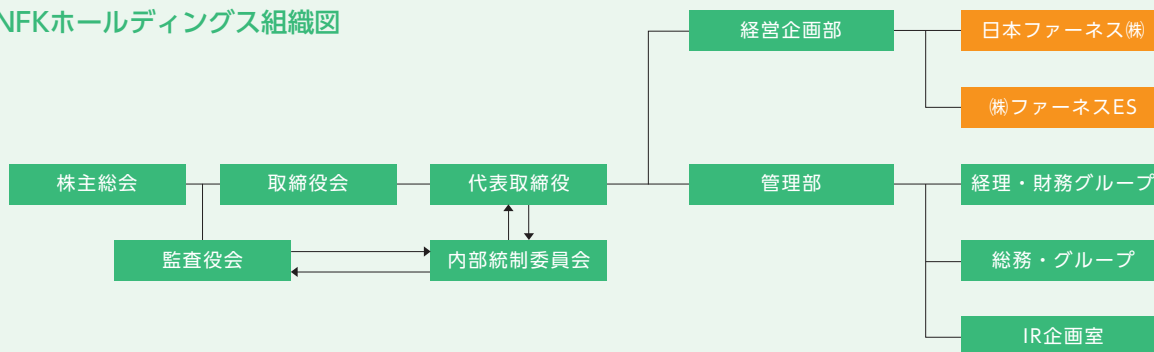 NFKホールディングス組織図
経営企画部
日本ファーネス㈱
㈱ファーネスES
株主総会
取締役会
代表取締役
管理部
経理・財務グループ
監査役会
内部統制委員会
総務・グループ
IR企画室